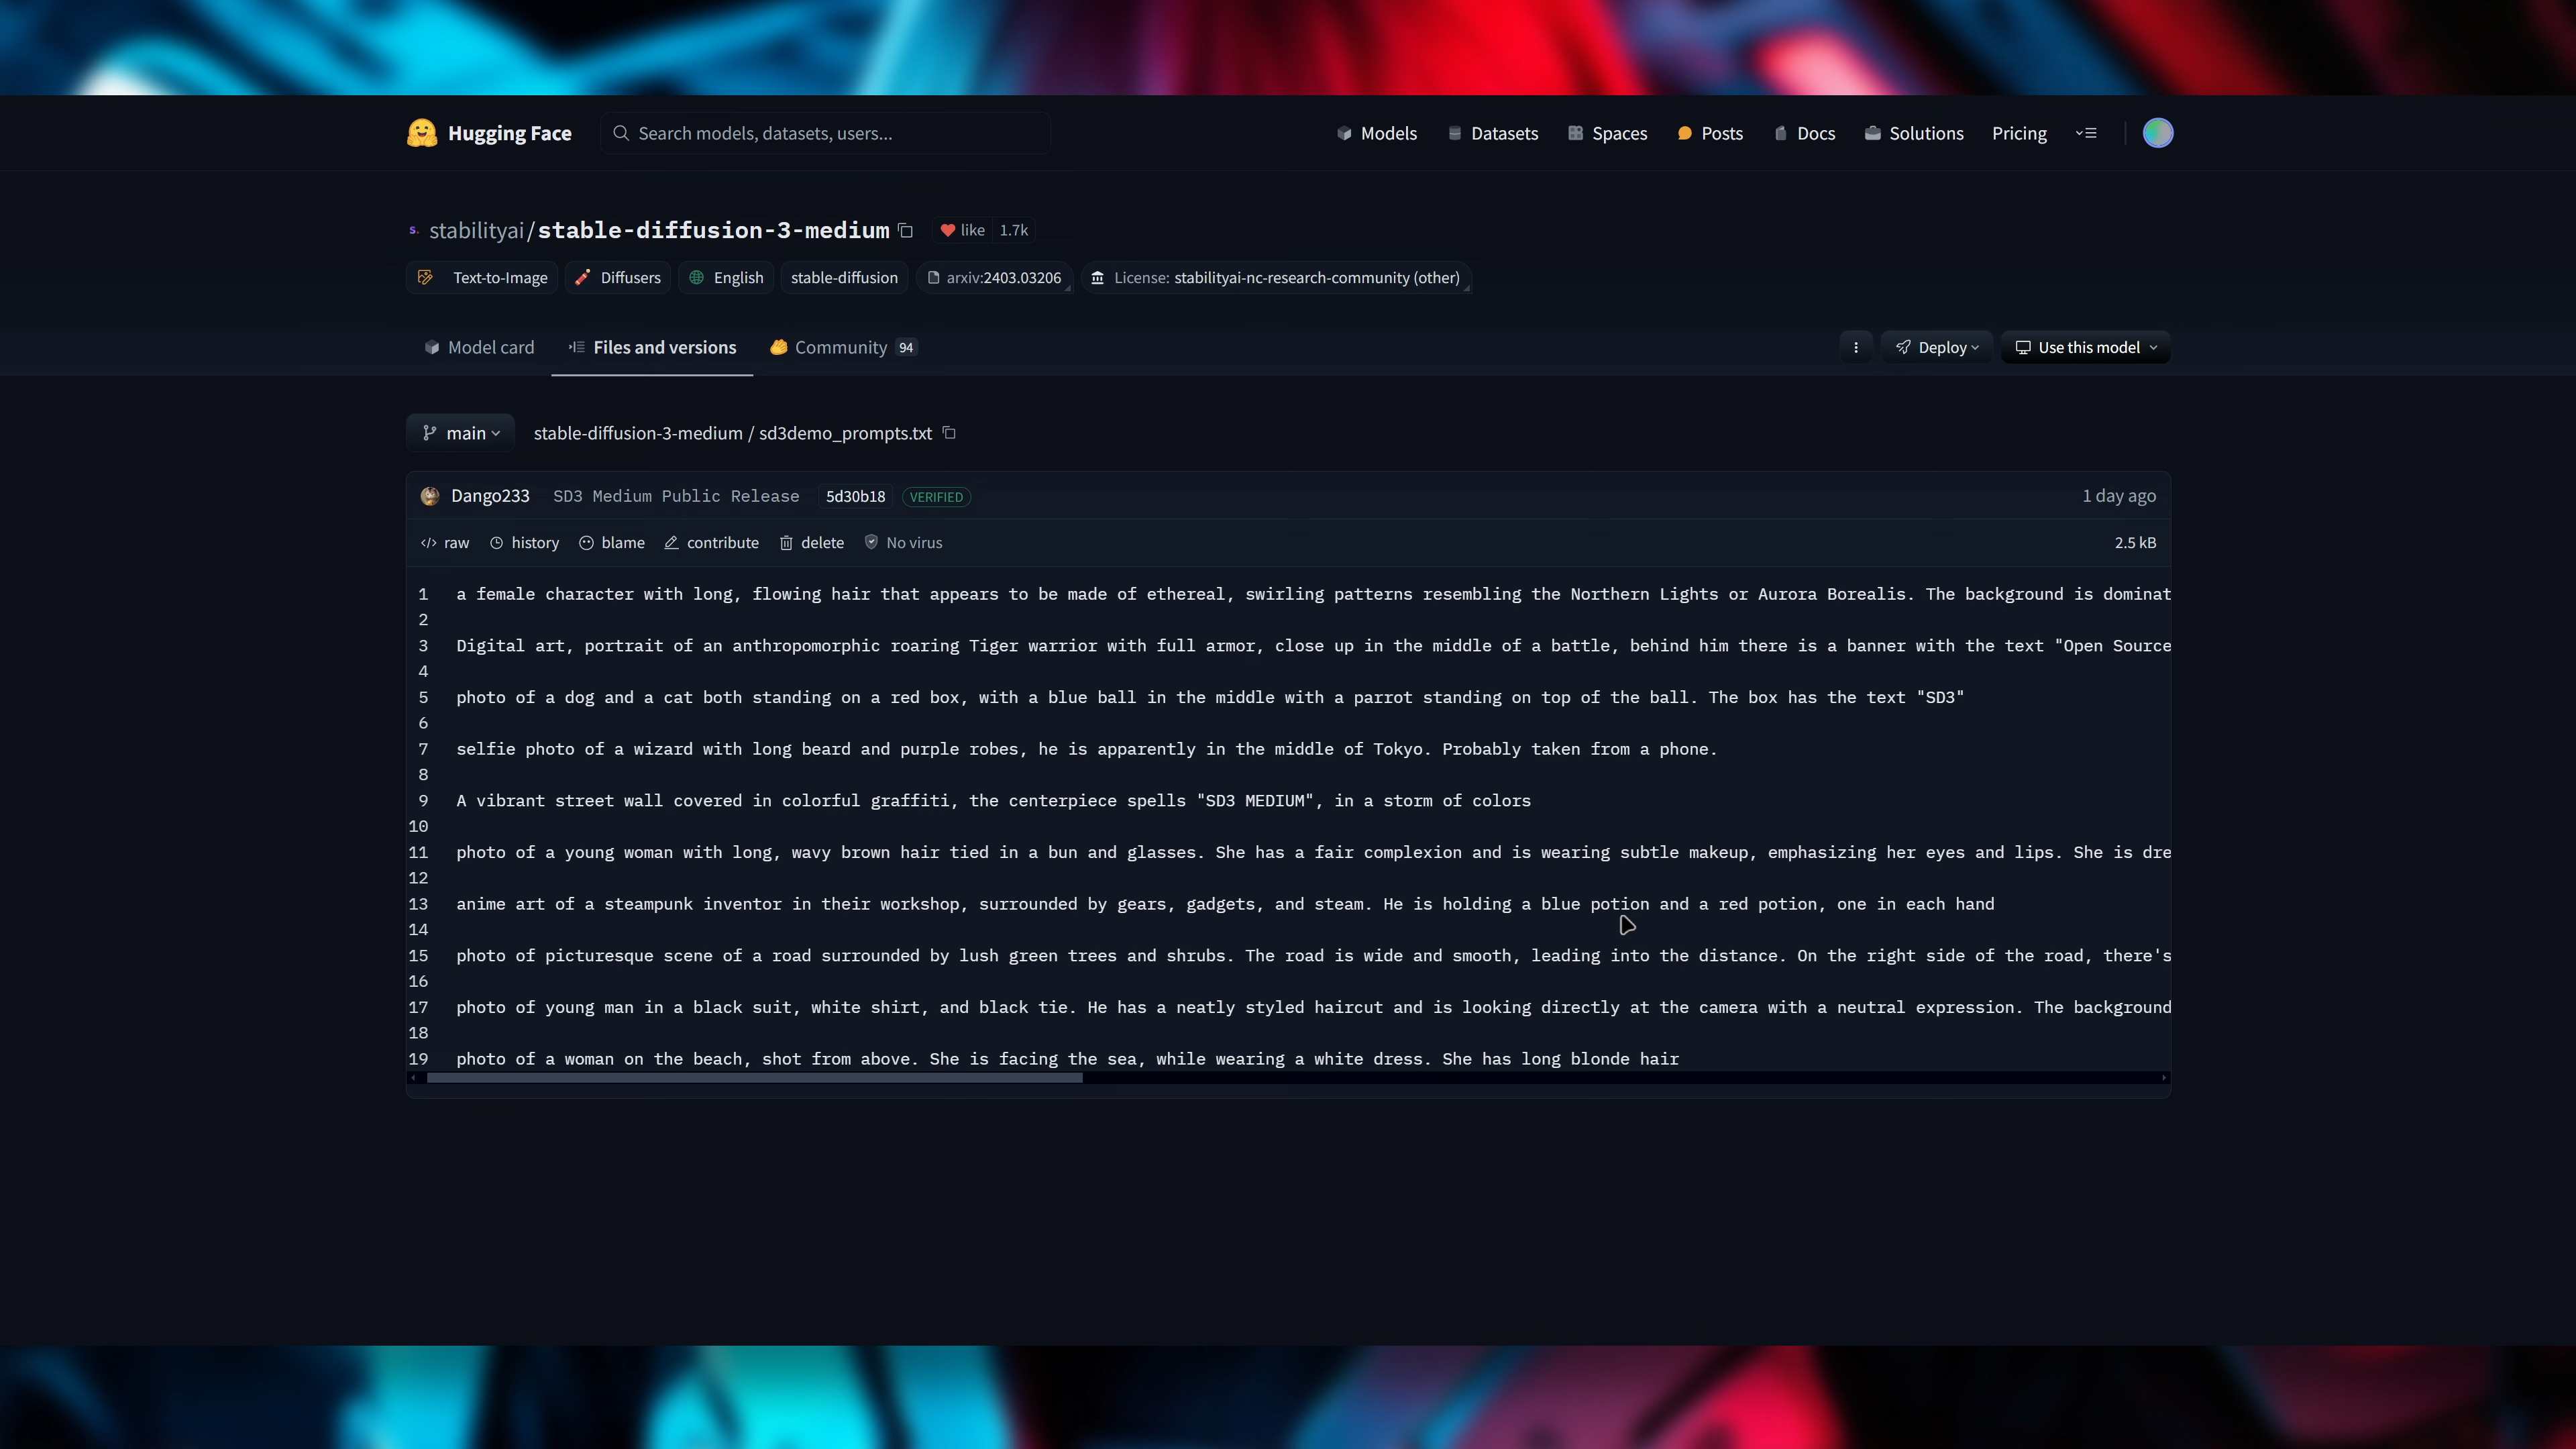 Hugging Face Search models, datasets, users... Models Datasets Spaces Posts Docs Solutions Pricing
s. stabilityai/stable-diffusion-3-medium like 1.7k
Text-to-Image Diffusers English stable-diffusion arxiv:2403.03206 License: stabilityai-nc-research-community (other)
Model card Files and versions Community 94 Deploy Use this model
main stable-diffusion-3-medium / sd3demo_prompts.txt
Dango233 SD3 Medium Public Release 5d30b18 VERIFIED 1 day ago
</> raw history blame contribute delete No virus 2.5 kB
1 a female character with long, flowing hair that appears to be made of ethereal, swirling patterns resembling the Northern Lights or Aurora Borealis. The background is dominat
2
3 Digital art, portrait of an anthropomorphic roaring Tiger warrior with full armor, close up in the middle of a battle, behind him there is a banner with the text "Open Source
4
5 photo of a dog and a cat both standing on a red box, with a blue ball in the middle with a parrot standing on top of the ball. The box has the text "SD3"
6
7 selfie photo of a wizard with long beard and purple robes, he is apparently in the middle of Tokyo. Probably taken from a phone.
8
9 A vibrant street wall covered in colorful graffiti, the centerpiece spells "SD3 MEDIUM", in a storm of colors
10
11 photo of a young woman with long, wavy brown hair tied in a bun and glasses. She has a fair complexion and is wearing subtle makeup, emphasizing her eyes and lips. She is dre
12
13 anime art of a steampunk inventor in their workshop, surrounded by gears, gadgets, and steam. He is holding a blue potion and a red potion, one in each hand
14
15 photo of picturesque scene of a road surrounded by lush green trees and shrubs. The road is wide and smooth, leading into the distance. On the right side of the road, there's
16
17 photo of young man in a black suit, white shirt, and black tie. He has a neatly styled haircut and is looking directly at the camera with a neutral expression. The background
18
19 photo of a woman on the beach, shot from above. She is facing the sea, while wearing a white dress. She has long blonde hair